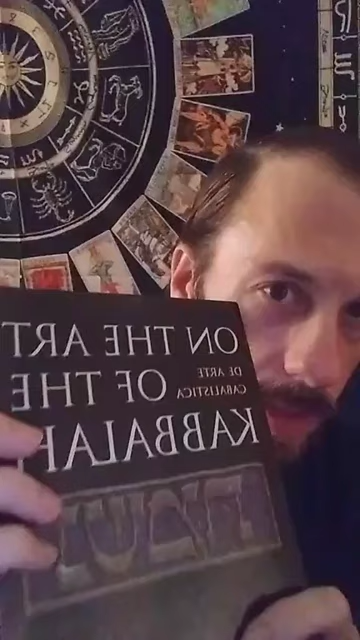 ON THE ART
DE ARTE
CABALISTICA
OF THE
KABBALAH